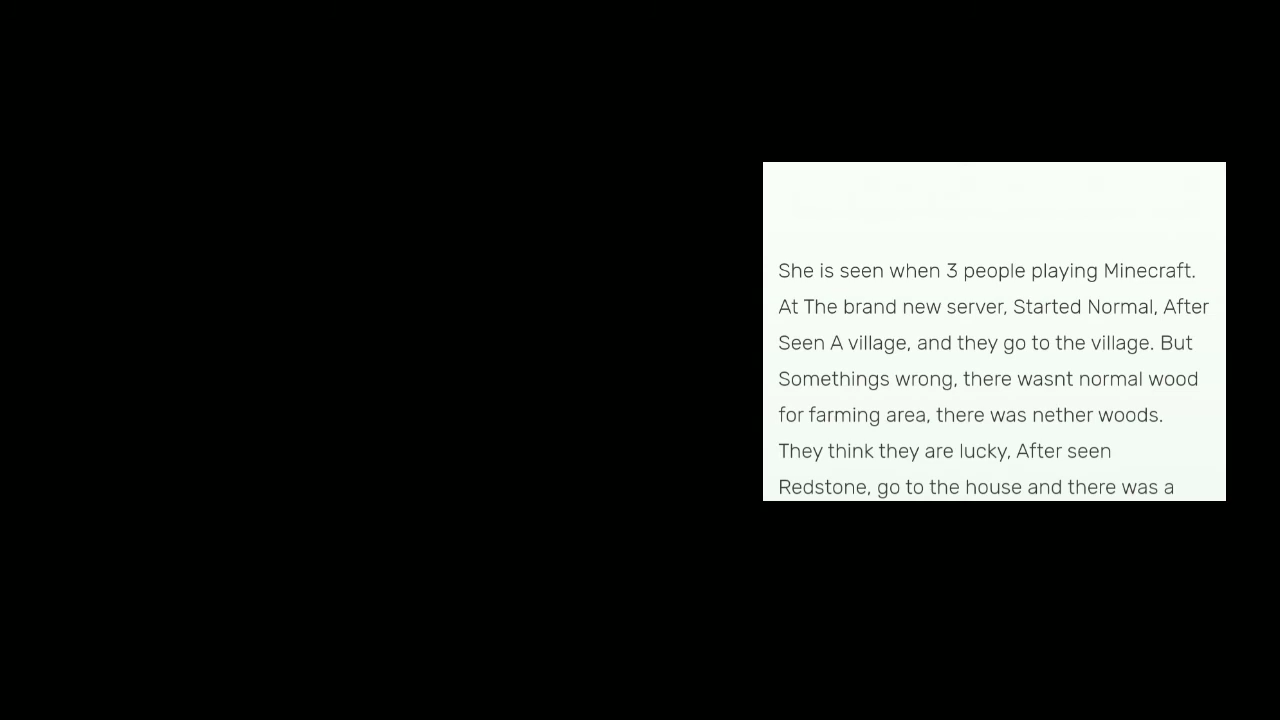 She is seen when 3 people playing Minecraft.
At The brand new server, Started Normal, After
Seen A village, and they go to the village. But
Somethings wrong, there wasnt normal wood
for farming area, there was nether woods.
They think they are lucky, After seen
Redstone, go to the house and there was a